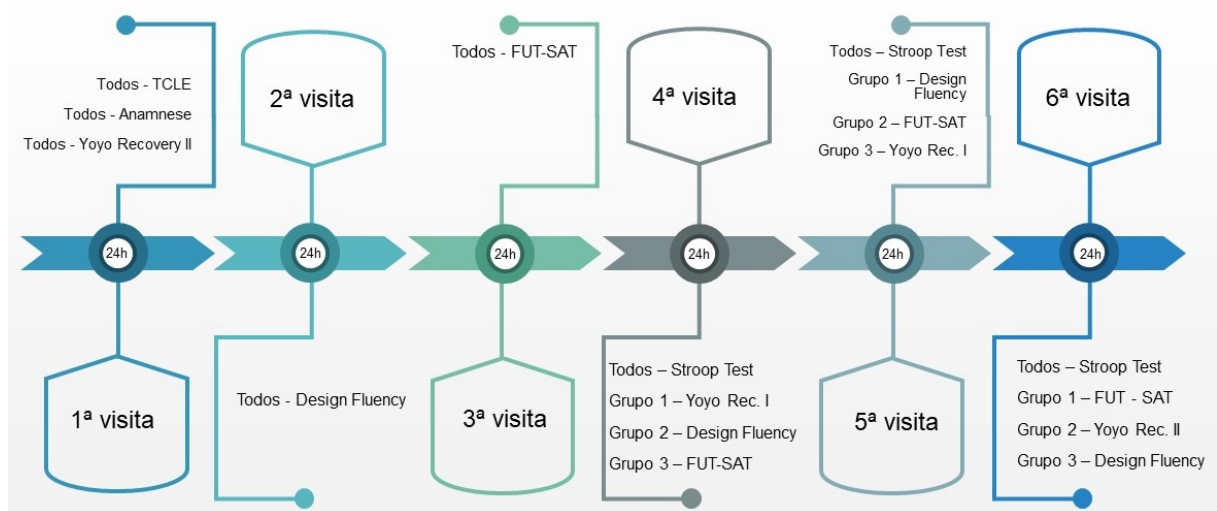 Todos - TCLE
Todos - Anamnese
Todos - Yoyo Recovery II
24h
1ª visita
2ª visita
24h
Todos - Design Fluency
Todos - FUT-SAT
24h
3ª visita
4ª visita
24h
Todos – Stroop Test
Grupo 1 – Yoyo Rec. I
Grupo 2 – Design Fluency
Grupo 3 – FUT-SAT
Todos – Stroop Test
Grupo 1 – Design
Fluency
Grupo 2 – FUT-SAT
Grupo 3 – Yoyo Rec. I
24h
5ª visita
6ª visita
24h
Todos – Stroop Test
Grupo 1 – FUT - SAT
Grupo 2 – Yoyo Rec. II
Grupo 3 – Design Fluency